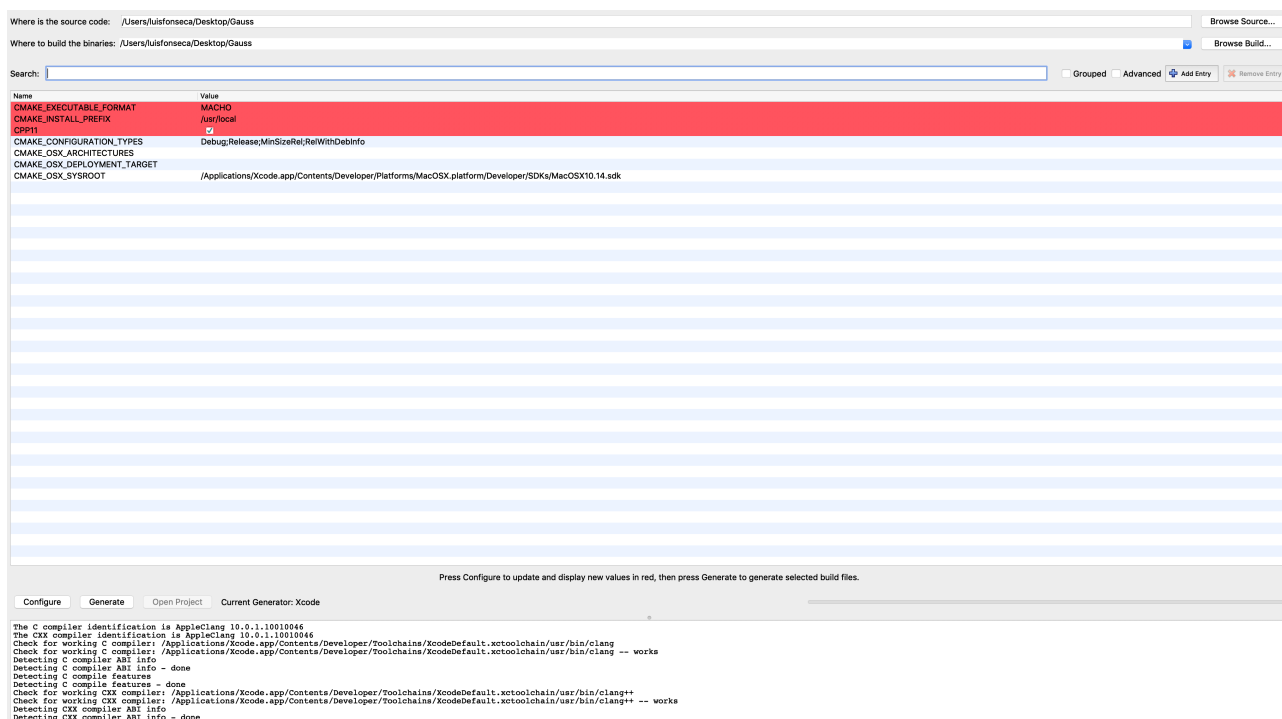 Where is the source code: /Users/luisfonseca/Desktop/Gauss Browse Source...
Where to build the binaries: /Users/luisfonseca/Desktop/Gauss Browse Build...
Search: Grouped Advanced Add Entry Remove Entry
Name Value
CMAKE_EXECUTABLE_FORMAT MACHO
CMAKE_INSTALL_PREFIX /usr/local
CPP11
CMAKE_CONFIGURATION_TYPES Debug;Release;MinSizeRel;RelWithDebInfo
CMAKE_OSX_ARCHITECTURES
CMAKE_OSX_DEPLOYMENT_TARGET
CMAKE_OSX_SYSROOT /Applications/Xcode.app/Contents/Developer/Platforms/MacOSX.platform/Developer/SDKs/MacOSX10.14.sdk
Press Configure to update and display new values in red, then press Generate to generate selected build files.
Configure Generate Open Project Current Generator: Xcode
The C compiler identification is AppleClang 10.0.1.10010046
The CXX compiler identification is AppleClang 10.0.1.10010046
Check for working C compiler: /Applications/Xcode.app/Contents/Developer/Toolchains/XcodeDefault.xctoolchain/usr/bin/clang
Check for working C compiler: /Applications/Xcode.app/Contents/Developer/Toolchains/XcodeDefault.xctoolchain/usr/bin/clang -- works
Detecting C compiler ABI info
Detecting C compiler ABI info - done
Detecting C compile features
Detecting C compile features - done
Check for working CXX compiler: /Applications/Xcode.app/Contents/Developer/Toolchains/XcodeDefault.xctoolchain/usr/bin/clang++
Check for working CXX compiler: /Applications/Xcode.app/Contents/Developer/Toolchains/XcodeDefault.xctoolchain/usr/bin/clang++ -- works
Detecting CXX compiler ABI info
Detecting CXX compiler ABI info - done